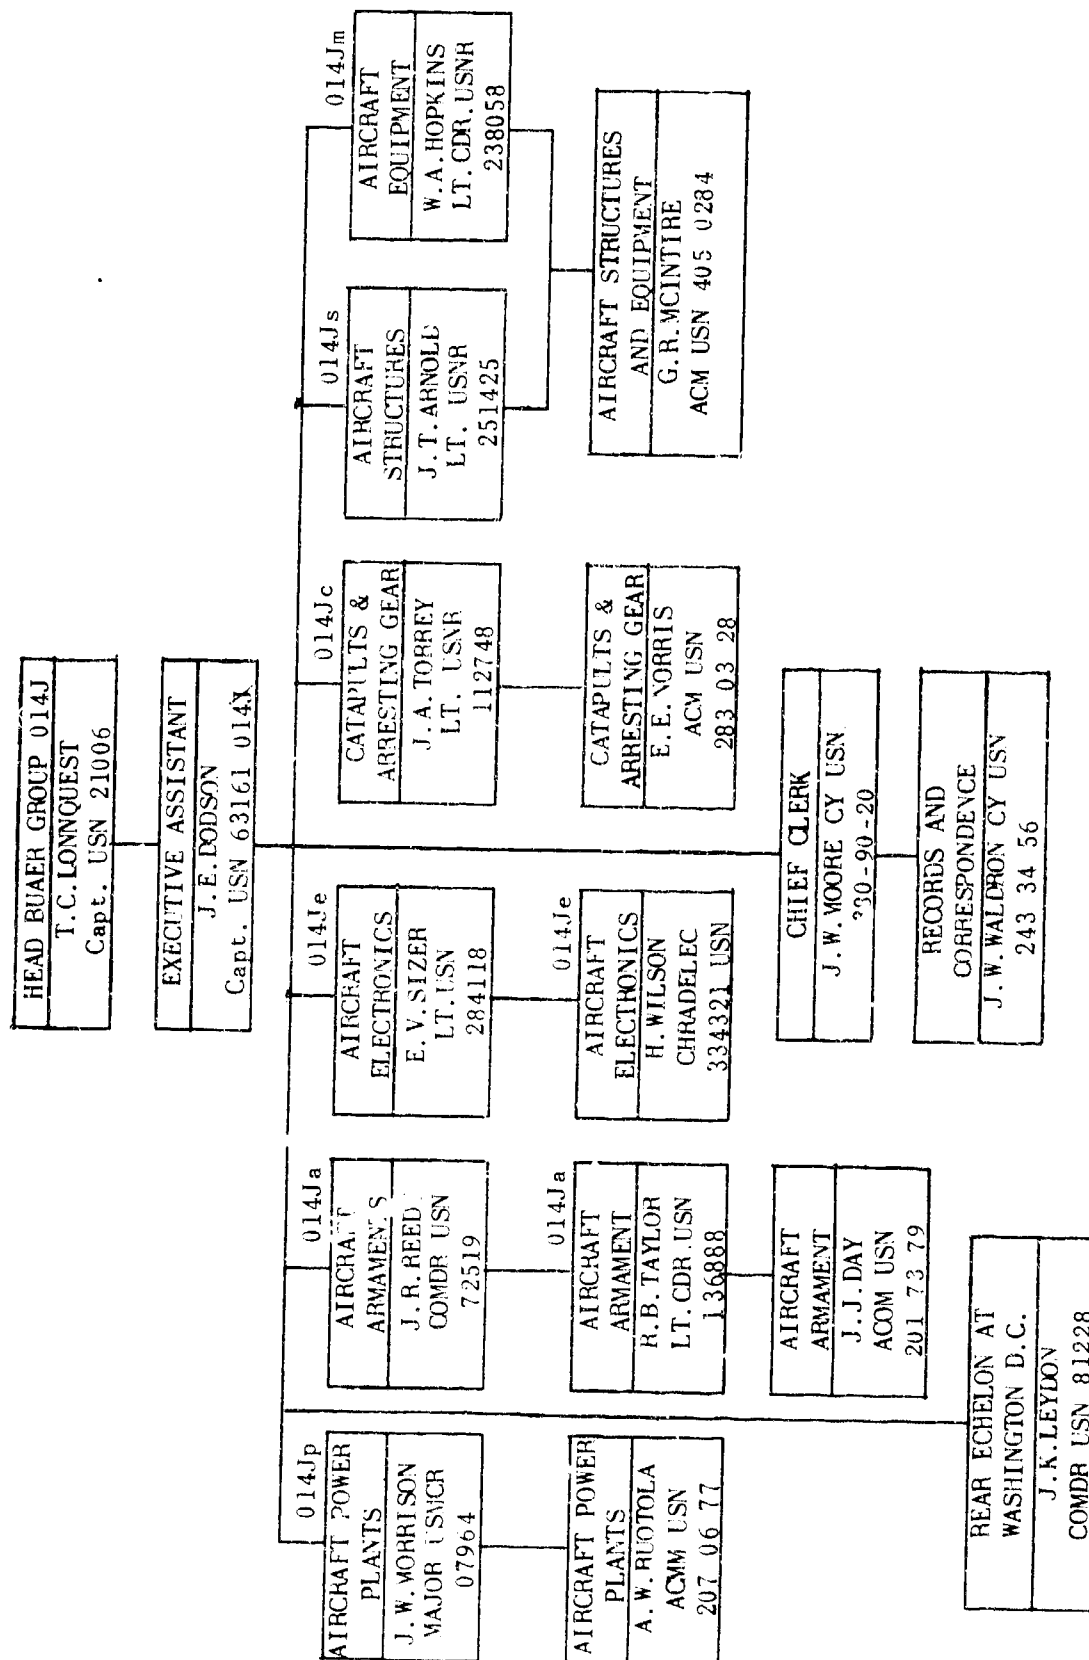 HEAD BUAER GROUP 014J
T.C.LONNQUEST
Capt. USN 21006
EXECUTIVE ASSISTANT
J.E.DODSON
Capt. USN 63161 014X
014Jp
AIRCRAFT POWER
PLANTS
J.W.MORRISON
MAJOR USMCR
07964
014Ja
AIRCRAFT
ARMAMENTS
J.R.REED
COMDR USN
72519
014Je
AIRCRAFT
ELECTRONICS
E.V.SIZER
LT.USN
284118
014Jc
CATAPULTS &
ARRESTING GEAR
J.A.TORREY
LT. USNR
112748
014Js
AIRCRAFT
STRUCTURES
J.T.ARNOLD
LT. USNR
251425
014Jm
AIRCRAFT
EQUIPMENT
W.A.HOPKINS
LT.CDR.USNR
238058
AIRCRAFT POWER
PLANTS
A.W.RUOTOLA
ACMM USN
207 06 77
014Ja
AIRCRAFT
ARMAMENT
R.B.TAYLOR
LT.CDR.USN
136888
014Je
AIRCRAFT
ELECTRONICS
H.WILSON
CHRADELEC
334321 USN
CATAPULTS &
ARRESTING GEAR
E.E.NORRIS
ACM USN
283 03 28
AIRCRAFT STRUCTURES
AND EQUIPMENT
G.R.MCINTIRE
ACM USN 405 0284
AIRCRAFT
ARMAMENT
J.J.DAY
ACOM USN
201 73 79
CHIEF CLERK
J.W.MOORE CY USN
330-90-20
RECORDS AND
CORRESPONDENCE
J.W.WALDRON CY USN
243 34 56
REAR ECHELON AT
WASHINGTON D.C.
J.K.LEYDON
COMDR USN 81228